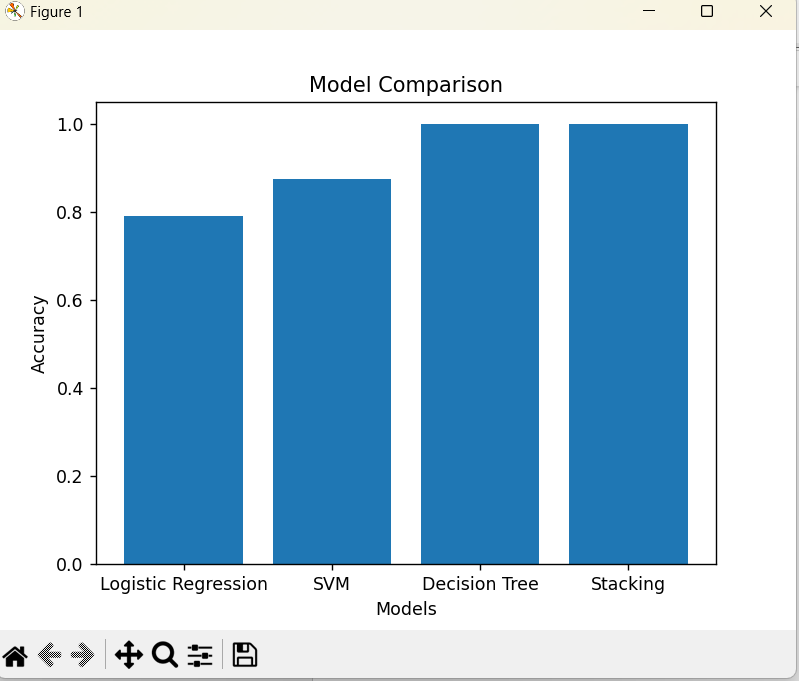 Figure 1
Model Comparison
1.0
0.8
0.6
0.4
0.2
0.0
Accuracy
Logistic Regression SVM Decision Tree Stacking
Models